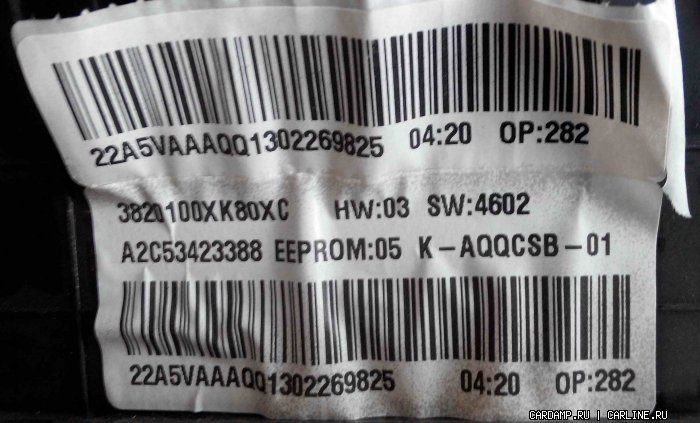 22A5VAAAQQ1302269825 04:20 OP:282
3820100XK80XC HW:03 SW:4602
A2C53423388 EEPROM:05 K-AQQCSB-01
22A5VAAAQQ1302269825 04:20 OP:282
CARDAMP.RU | CARLINE.RU